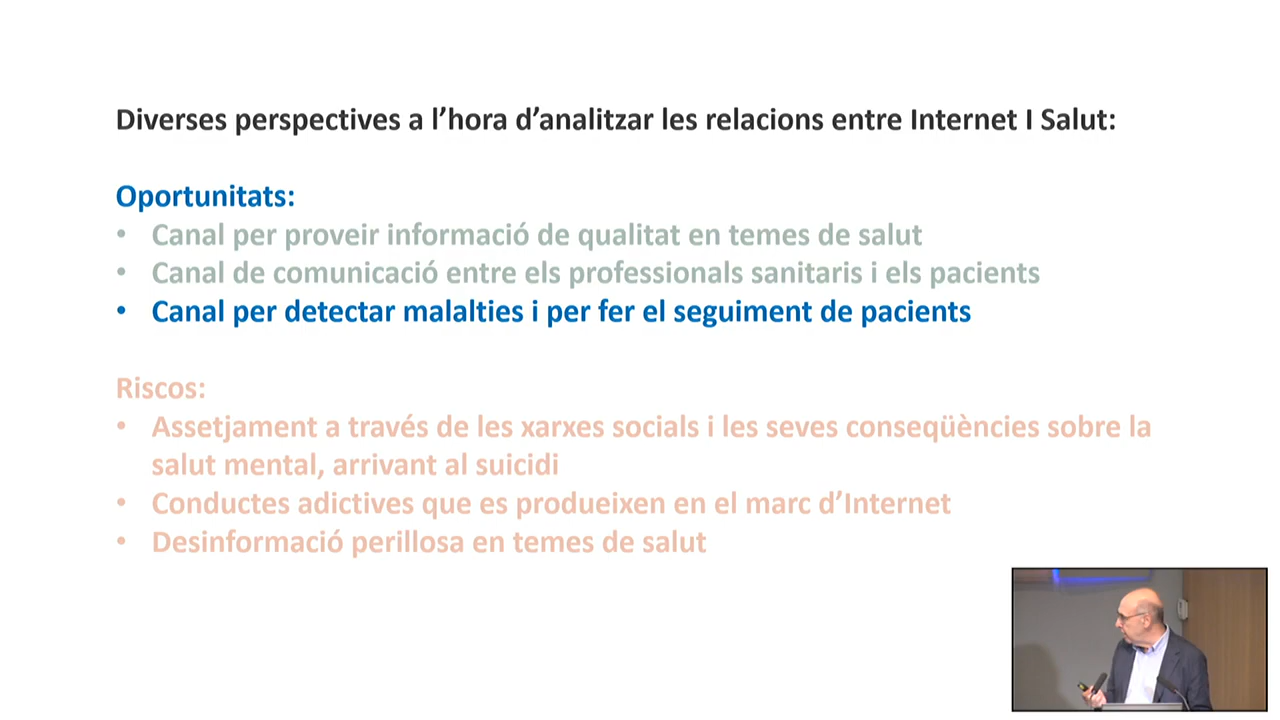 Diverses perspectives a l’hora d’analitzar les relacions entre Internet I Salut:
Oportunitats:
• Canal per proveir informació de qualitat en temes de salut
• Canal de comunicació entre els professionals sanitaris i els pacients
• Canal per detectar malalties i per fer el seguiment de pacients
Riscos:
• Assetjament a través de les xarxes socials i les seves conseqüències sobre la
salut mental, arrivant al suicidi
• Conductes adictives que es produeixen en el marc d’Internet
• Desinformació perillosa en temes de salut